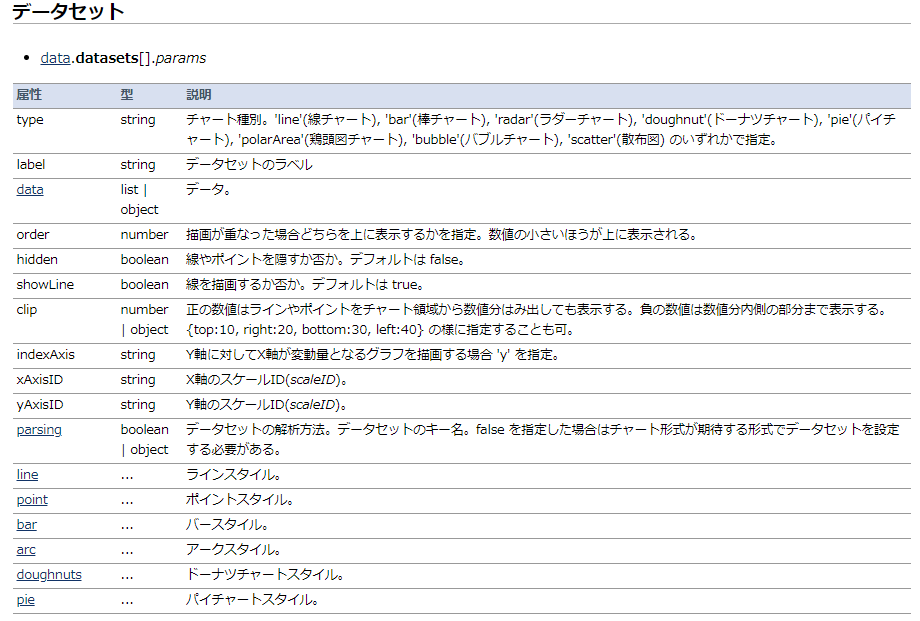 データセット
• data.datasets[].params
属性 型 説明
type string チャート種別。'line'(線チャート), 'bar'(棒チャート), 'radar'(ラダーチャート), 'doughnut'(ドーナツチャート), 'pie'(パイチ
ャート), 'polarArea'(鶏頭図チャート), 'bubble'(バブルチャート), 'scatter'(散布図) のいずれかで指定。
label string データセットのラベル
data list | データ。
object
order number 描画が重なった場合どちらを上に表示するかを指定。数値の小さいほうが上に表示される。
hidden boolean 線やポイントを隠すか否か。デフォルトは false。
showLine boolean 線を描画するか否か。デフォルトは true。
clip number 正の数値はラインやポイントをチャート領域から数値分はみ出しても表示する。負の数値は数値分内側の部分まで表示する。
| object {top:10, right:20, bottom:30, left:40} の様に指定することも可。
indexAxis string Y軸に対してX軸が変動量となるグラフを描画する場合 'y' を指定。
xAxisID string X軸のスケールID(scaleID)。
yAxisID string Y軸のスケールID(scaleID)。
parsing boolean データセットの解析方法。データセットのキー名。false を指定した場合はチャート形式が期待する形式でデータセットを設定
| object する必要がある。
line ... ラインスタイル。
point ... ポイントスタイル。
bar ... バースタイル。
arc ... アークスタイル。
doughnuts ... ドーナツチャートスタイル。
pie ... パイチャートスタイル。